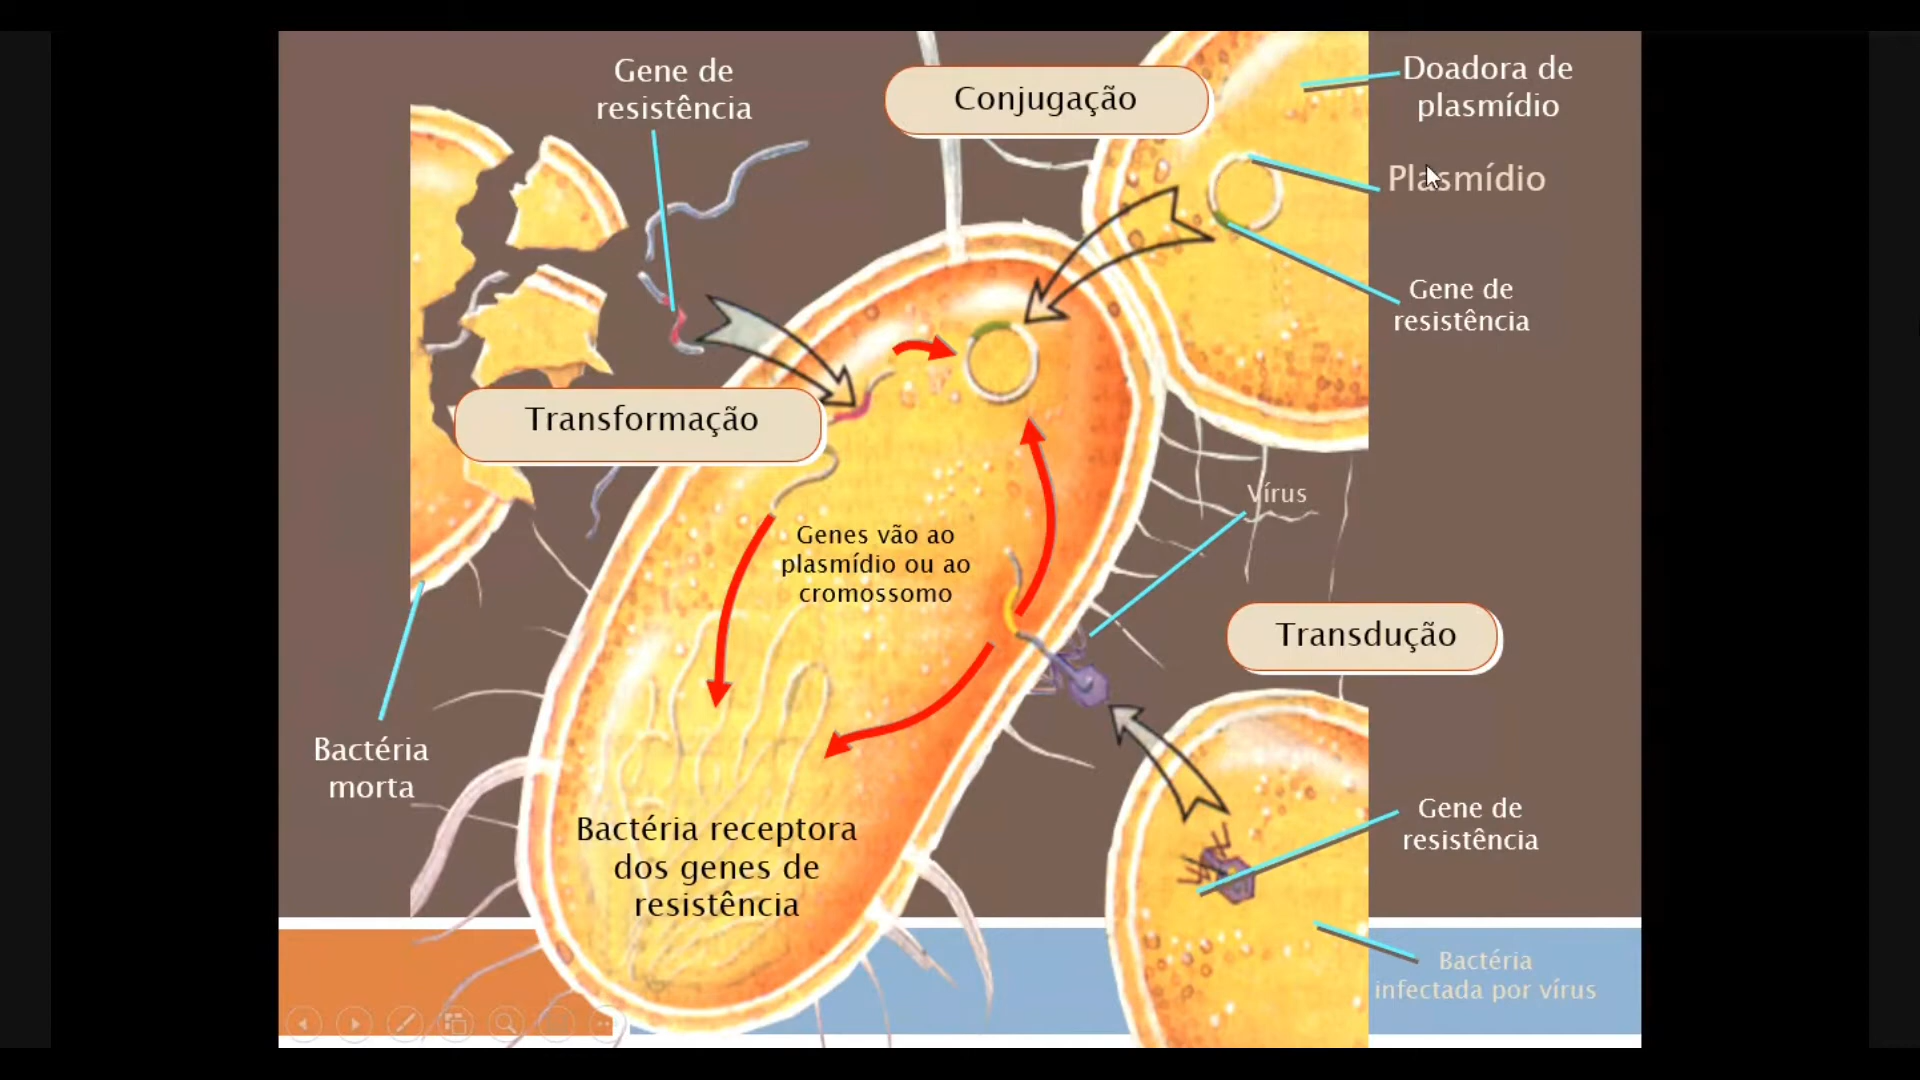 Gene de
resistência
Conjugação
Doadora de
plasmídio
Plasmídio
Gene de
resistência
Transformação
Vírus
Genes vão ao
plasmídio ou ao
cromossomo
Transdução
Bactéria
morta
Bactéria receptora
dos genes de
resistência
Gene de
resistência
Bactéria
infectada por vírus